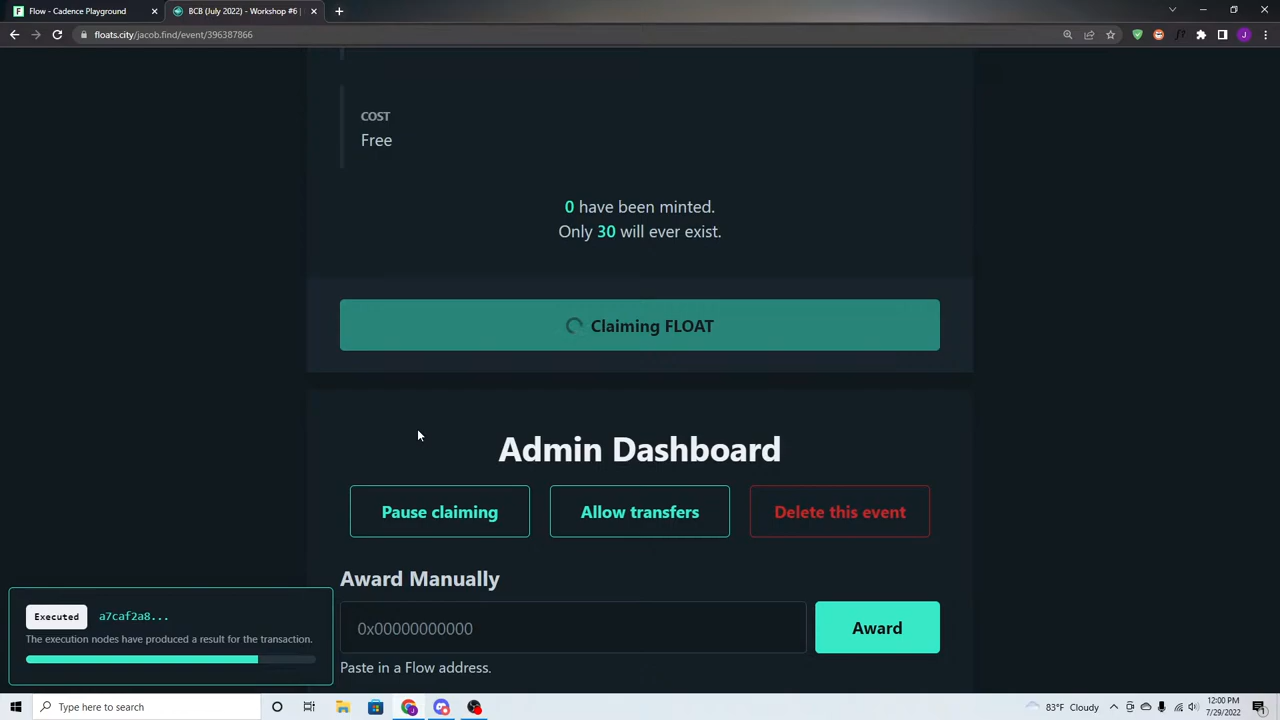 Flow - Cadence Playground
BCB (July 2022) - Workshop #6 |
floats.city/jacob.find/event/396387866
COST
Free
0 have been minted.
Only 30 will ever exist.
Claiming FLOAT
Admin Dashboard
Pause claiming
Allow transfers
Delete this event
Award Manually
0x00000000000
Award
Paste in a Flow address.
Executed
a7caf2a8...
The execution nodes have produced a result for the transaction.
Type here to search
83°F Cloudy
12:00 PM
7/29/2022